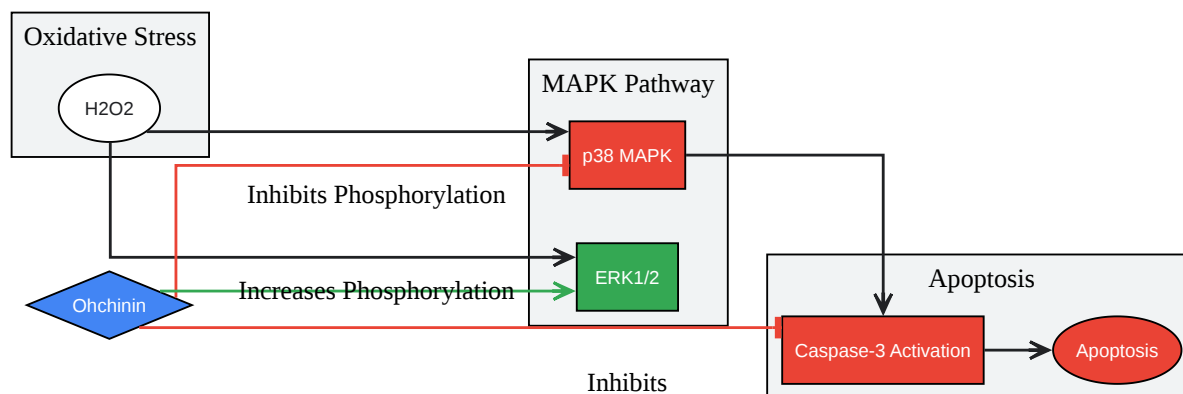 Oxidative Stress
H2O2
MAPK Pathway
p38 MAPK
Inhibits Phosphorylation
ERK1/2
Increases Phosphorylation
Ohchinin
Apoptosis
Caspase-3 Activation
Apoptosis
Inhibits